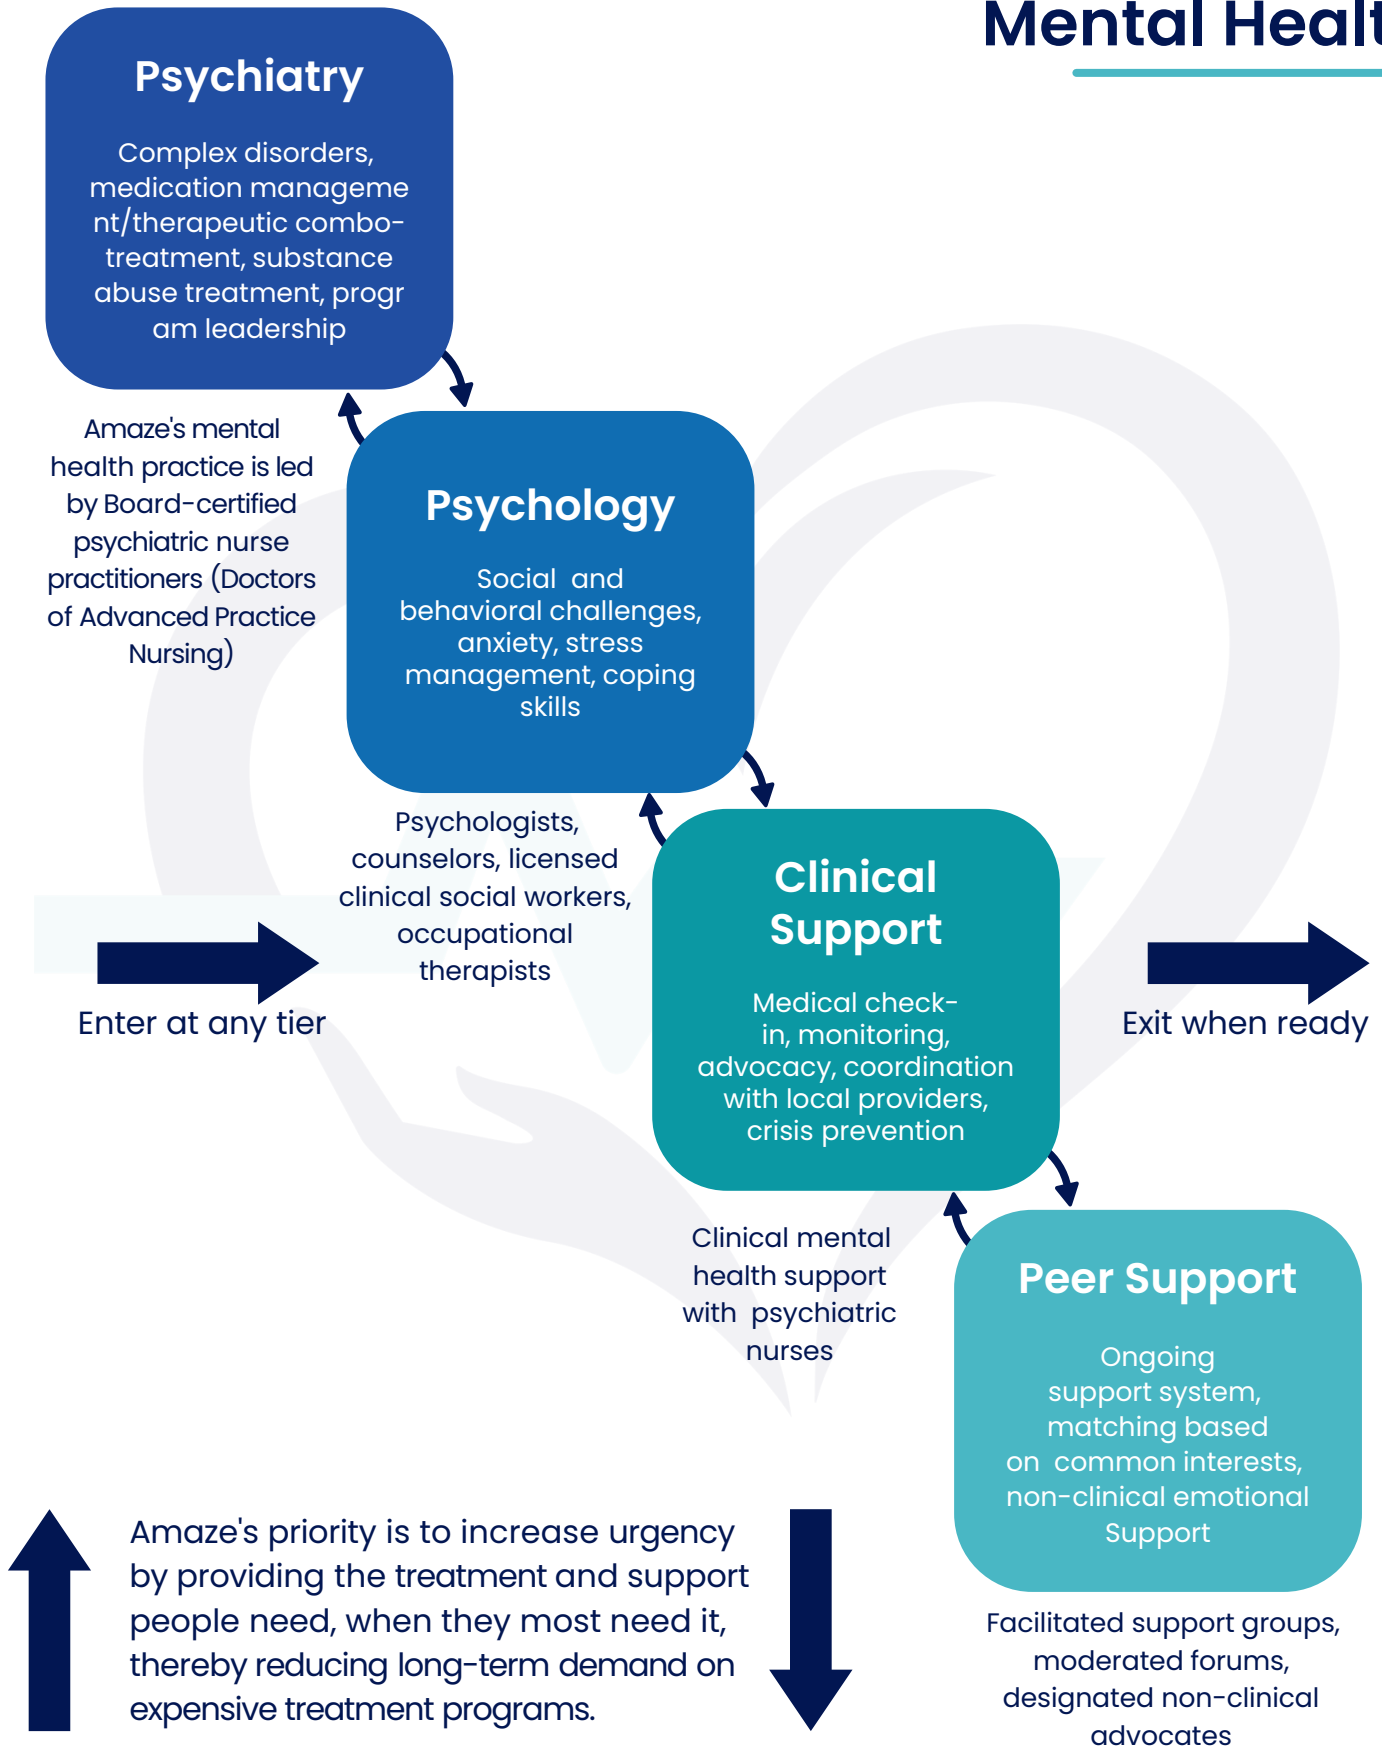 Mental Healt
Psychiatry
Complex disorders,
medication manageme
nt/therapeutic combo-
treatment, substance
abuse treatment, progr
am leadership
Amaze's mental
health practice is led
by Board-certified
psychiatric nurse
practitioners (Doctors
of Advanced Practice
Nursing)
Psychology
Social and
behavioral challenges,
anxiety, stress
management, coping
skills
Psychologists,
counselors, licensed
clinical social workers,
occupational
therapists
Enter at any tier
Clinical
Support
Medical check-
in, monitoring,
advocacy, coordination
with local providers,
crisis prevention
Exit when ready
Clinical mental
health support
with psychiatric
nurses
Peer Support
Ongoing
support system,
matching based
on common interests,
non-clinical emotional
Support
Facilitated support groups,
moderated forums,
designated non-clinical
advocates
Amaze's priority is to increase urgency
by providing the treatment and support
people need, when they most need it,
thereby reducing long-term demand on
expensive treatment programs.